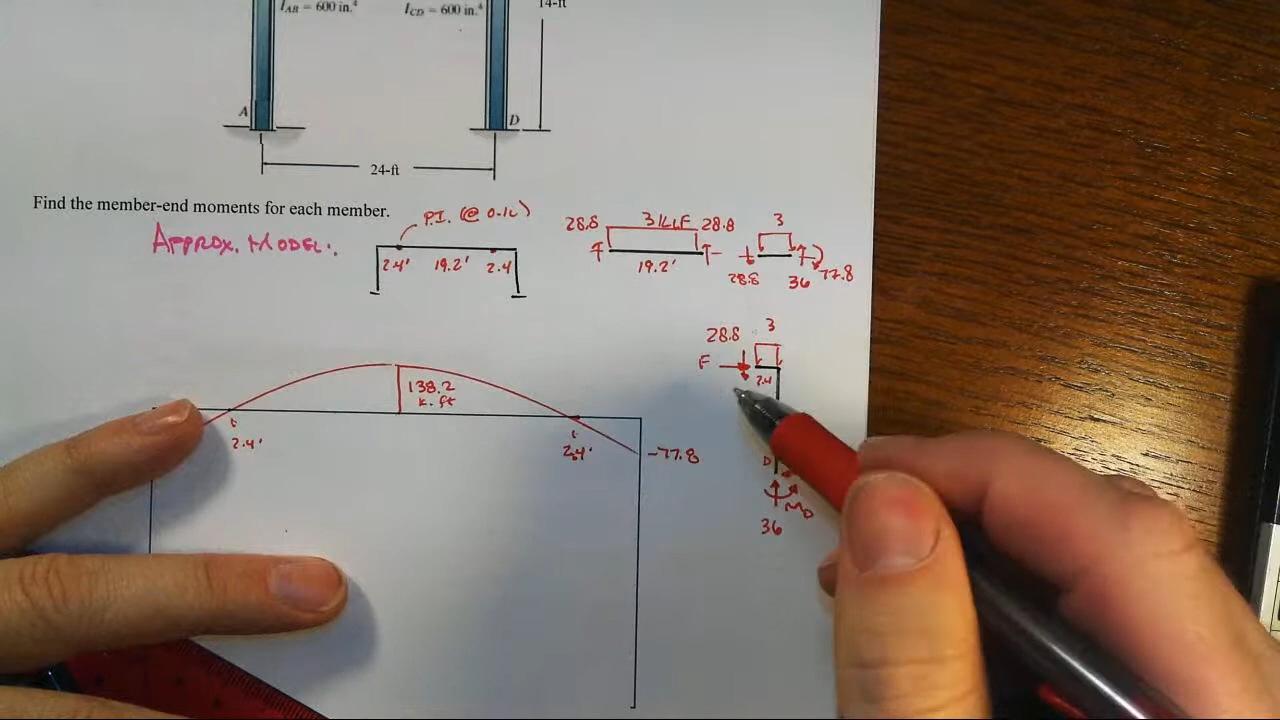 I_AB = 600 in.⁴
I_CD = 600 in.⁴
14-ft
A
D
24-ft
Find the member-end moments for each member.
APPROX. MODEL:
P.I. (@ 0.1L)
2.4' 19.2' 2.4
28.8 3 KLF 28.8
19.2'
3
28.8 36 77.8
28.8 3
F
2.4
D
M_D
36
138.2
k.ft
2.4'
2.4'
-77.8